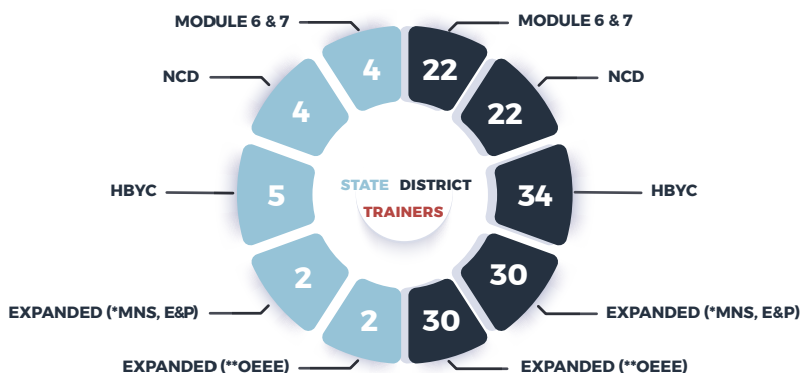 MODULE 6 & 7
MODULE 6 & 7
4
22
NCD
NCD
4
22
HBYC
5
STATE DISTRICT
TRAINERS
34
HBYC
2
30
EXPANDED (*MNS, E&P)
EXPANDED (*MNS, E&P)
2
30
EXPANDED (**OEEE)
EXPANDED (**OEEE)